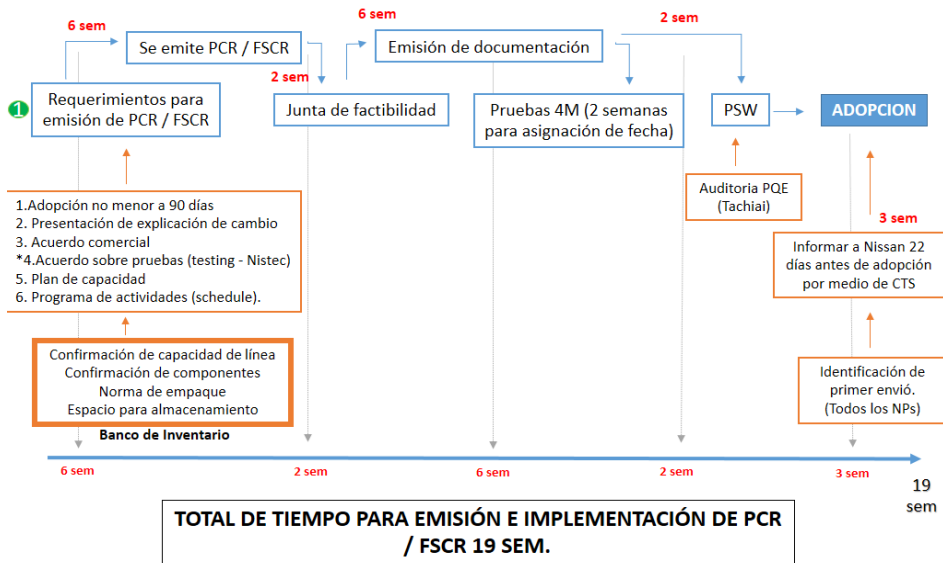 6 sem
6 sem
2 sem
Se emite PCR / FSCR
Emisión de documentación
2 sem
1
Requerimientos para
emisión de PCR / FSCR
Junta de factibilidad
Pruebas 4M (2 semanas
para asignación de fecha)
PSW
ADOPCION
1.Adopción no menor a 90 días
2. Presentación de explicación de cambio
3. Acuerdo comercial
*4.Acuerdo sobre pruebas (testing - Nistec)
5. Plan de capacidad
6. Programa de actividades (schedule).
Auditoria PQE
(Tachiai)
3 sem
Informar a Nissan 22
días antes de adopción
por medio de CTS
Confirmación de capacidad de línea
Confirmación de componentes
Norma de empaque
Espacio para almacenamiento
Banco de Inventario
Identificación de
primer envió.
(Todos los NPs)
6 sem
2 sem
6 sem
2 sem
3 sem
19
sem
TOTAL DE TIEMPO PARA EMISIÓN E IMPLEMENTACIÓN DE PCR
/ FSCR 19 SEM.